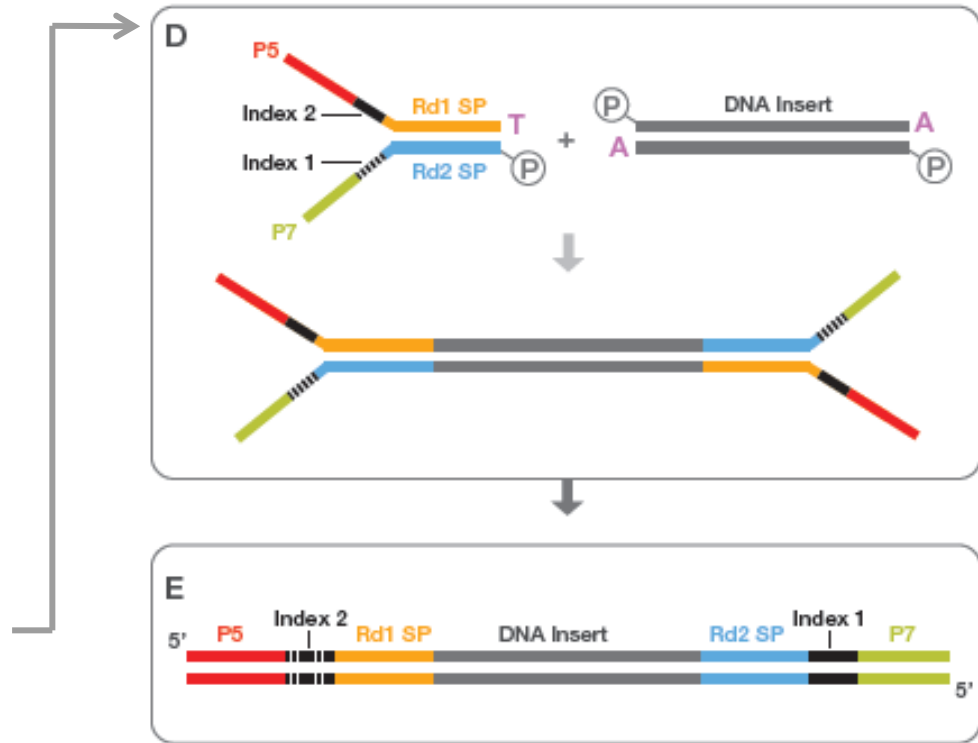 D
P5
Index 2
Rd1 SP
T
Index 1
Rd2 SP
P
P7
+
P
DNA Insert
A
A
P
E
5' P5 Index 2 Rd1 SP DNA Insert Rd2 SP Index 1 P7
5'